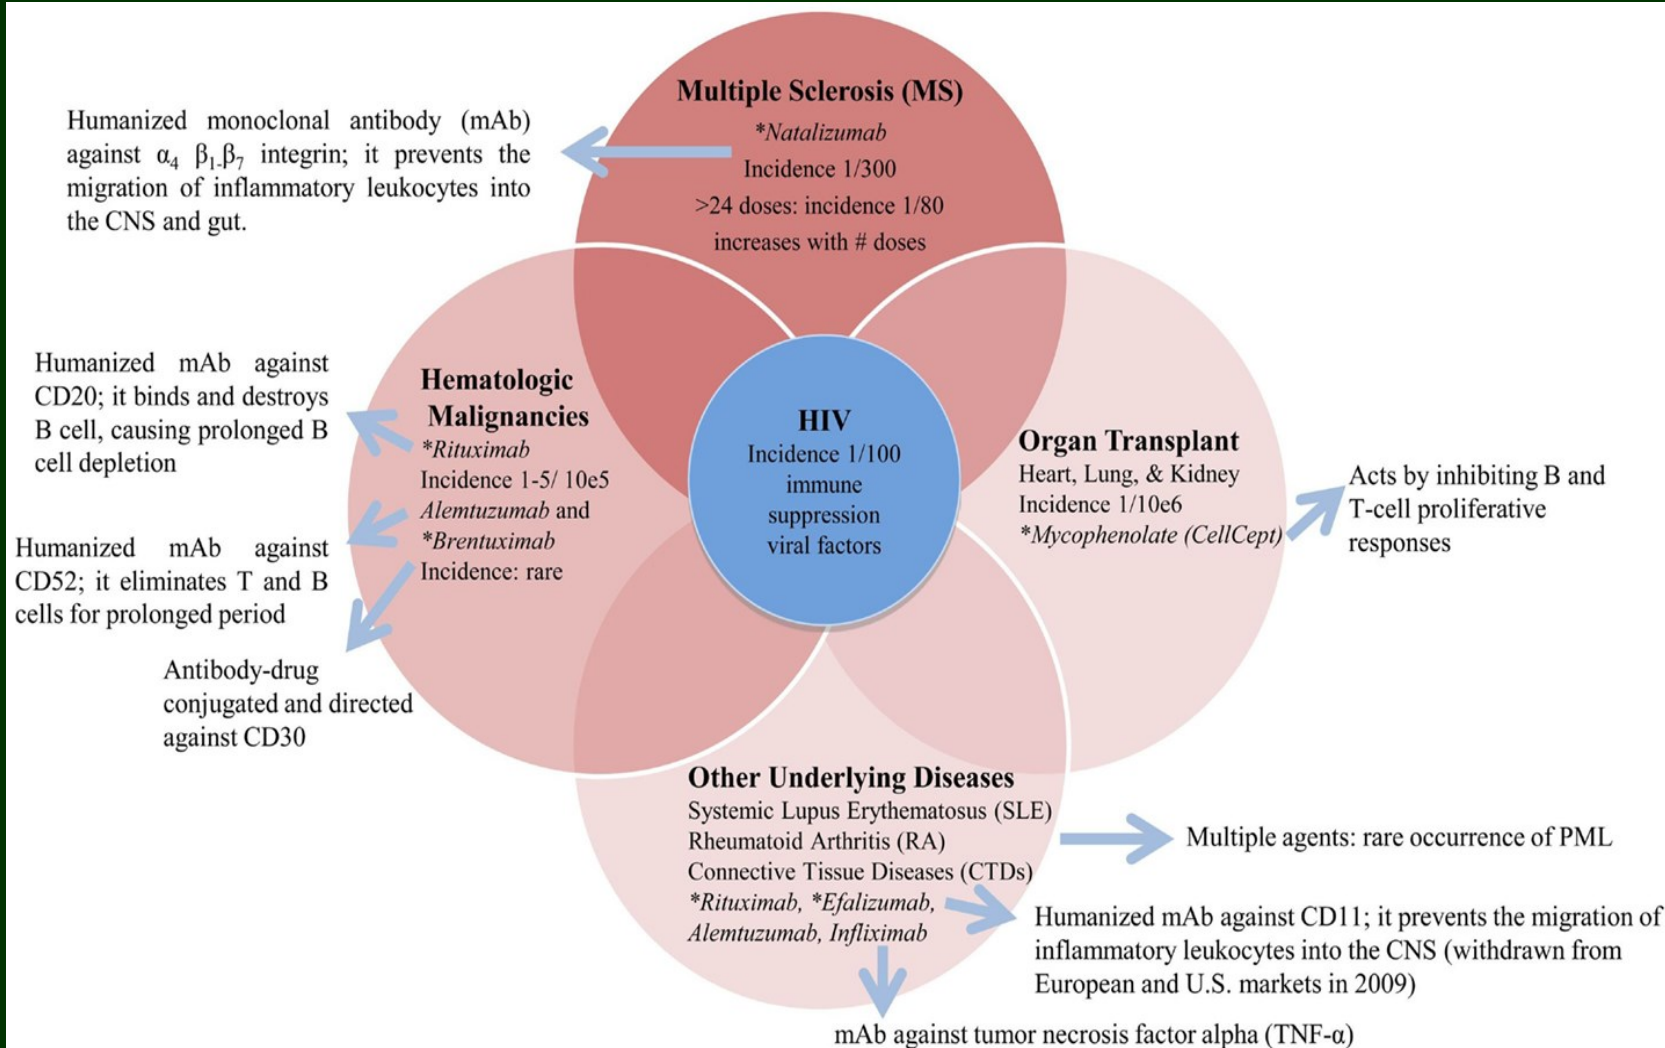 Multiple Sclerosis (MS)
*Natalizumab
Incidence 1/300
>24 doses: incidence 1/80
increases with # doses
Humanized monoclonal antibody (mAb)
against α₄ β₁-β₇ integrin; it prevents the
migration of inflammatory leukocytes into
the CNS and gut.
Humanized mAb against
CD20; it binds and destroys
B cell, causing prolonged B
cell depletion
Humanized mAb against
CD52; it eliminates T and B
cells for prolonged period
Antibody-drug
conjugated and directed
against CD30
Hematologic
Malignancies
*Rituximab
Incidence 1-5/ 10e5
Alemtuzumab and
*Brentuximab
Incidence: rare
HIV
Incidence 1/100
immune
suppression
viral factors
Organ Transplant
Heart, Lung, & Kidney
Incidence 1/10e6
*Mycophenolate (CellCept)
Acts by inhibiting B and
T-cell proliferative
responses
Other Underlying Diseases
Systemic Lupus Erythematosus (SLE)
Rheumatoid Arthritis (RA)
Connective Tissue Diseases (CTDs)
*Rituximab, *Efalizumab,
Alemtuzumab, Infliximab
Multiple agents: rare occurrence of PML
Humanized mAb against CD11; it prevents the migration of
inflammatory leukocytes into the CNS (withdrawn from
European and U.S. markets in 2009)
mAb against tumor necrosis factor alpha (TNF-α)